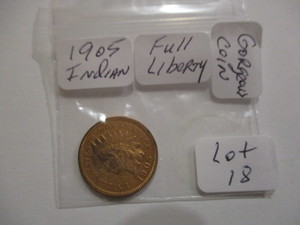 1905
Indian
Full
Liberty
Gorgeous
Coin
Lot
18